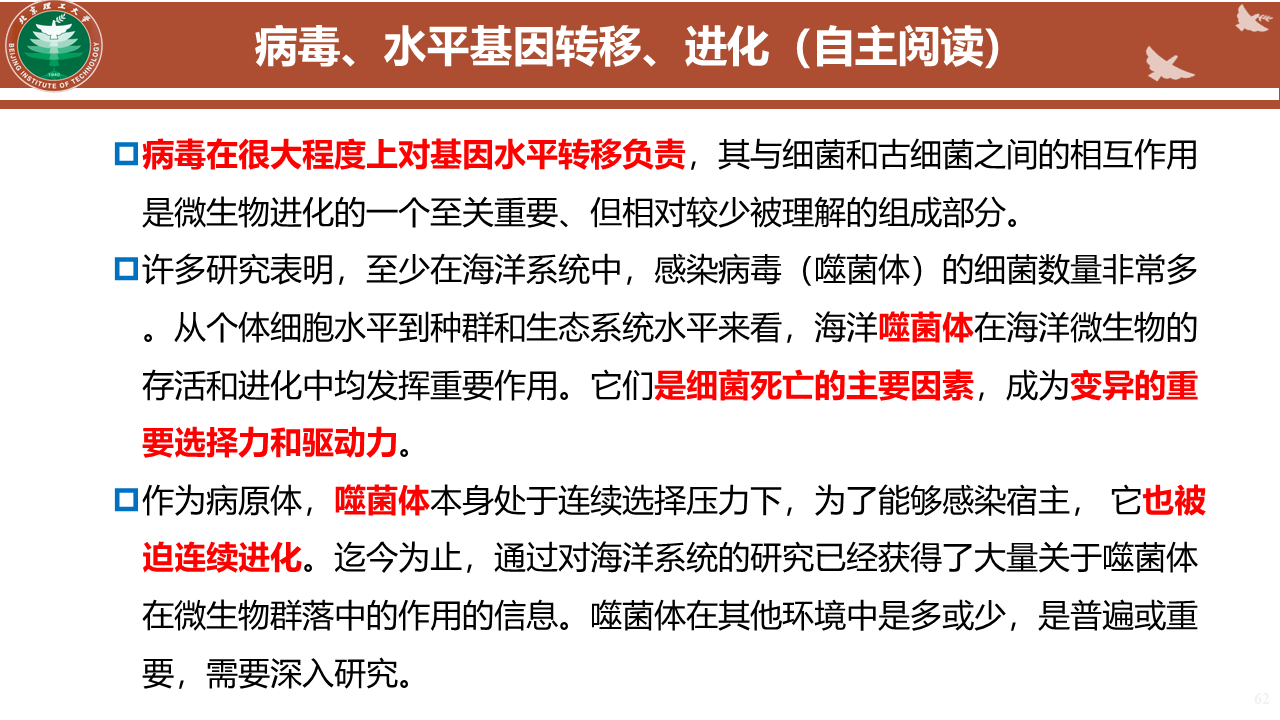 北京理工大学
BEIJING INSTITUTE OF TECHNOLOGY
1940
病毒、水平基因转移、进化（自主阅读）
病毒在很大程度上对基因水平转移负责，其与细菌和古细菌之间的相互作用
是微生物进化的一个至关重要、但相对较少被理解的组成部分。
许多研究表明，至少在海洋系统中，感染病毒（噬菌体）的细菌数量非常多
。从个体细胞水平到种群和生态系统水平来看，海洋噬菌体在海洋微生物的
存活和进化中均发挥重要作用。它们是细菌死亡的主要因素，成为变异的重
要选择力和驱动力。
作为病原体，噬菌体本身处于连续选择压力下，为了能够感染宿主， 它也被
迫连续进化。迄今为止，通过对海洋系统的研究已经获得了大量关于噬菌体
在微生物群落中的作用的信息。噬菌体在其他环境中是多或少，是普遍或重
要，需要深入研究。
62